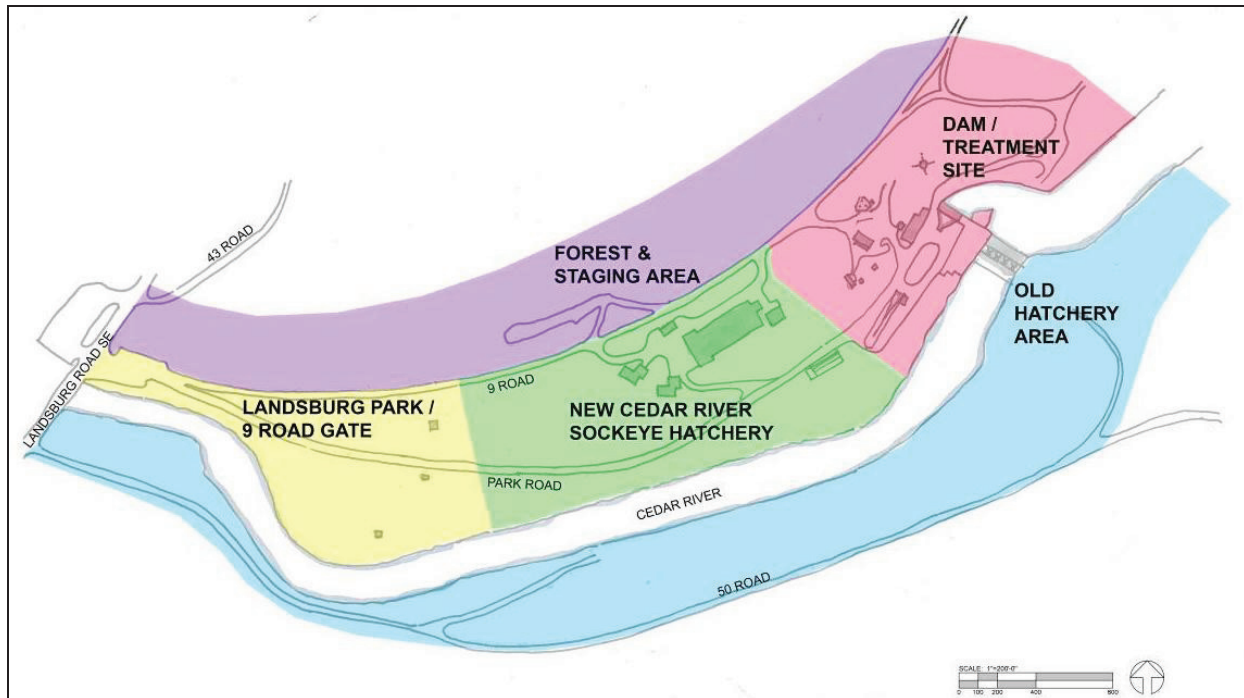 DAM /
TREATMENT
SITE
43 ROAD
FOREST &
STAGING AREA
OLD
HATCHERY
AREA
LANDSBURG ROAD SE
9 ROAD
LANDSBURG PARK /
9 ROAD GATE
NEW CEDAR RIVER
SOCKEYE HATCHERY
PARK ROAD
CEDAR RIVER
50 ROAD
SCALE: 1"=200'-0"
0 100 200 400 800